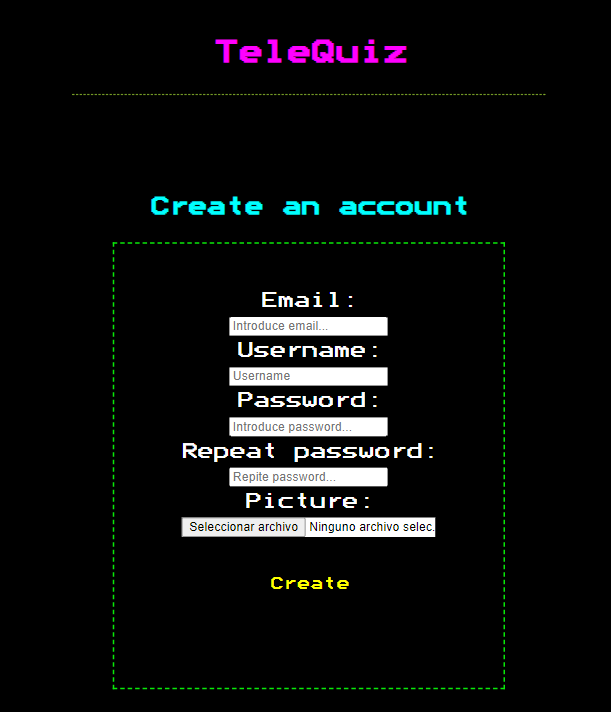 TeleQuiz
Create an account
Email:
Introduce email...
Username:
Username
Password:
Introduce password...
Repeat password:
Repite password...
Picture:
Seleccionar archivo Ninguno archivo selec.
Create